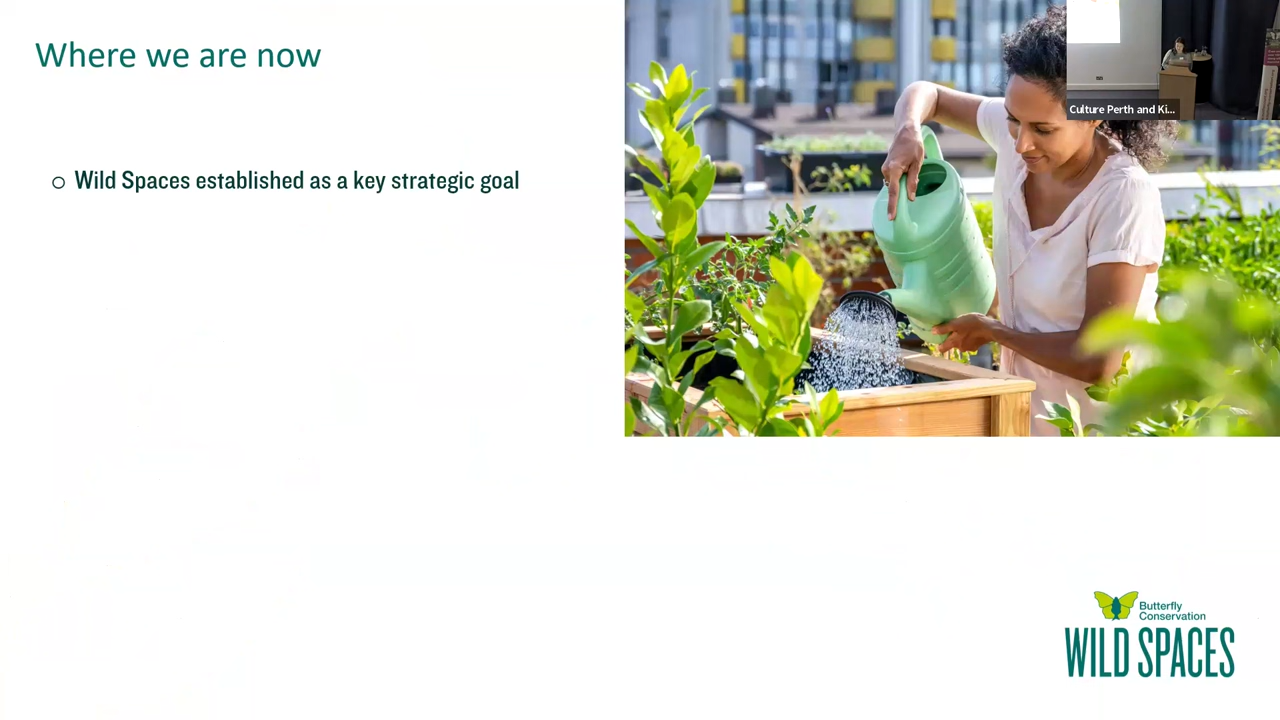 Where we are now
Culture Perth and Ki...
○ Wild Spaces established as a key strategic goal
Butterfly
Conservation
WILD SPACES